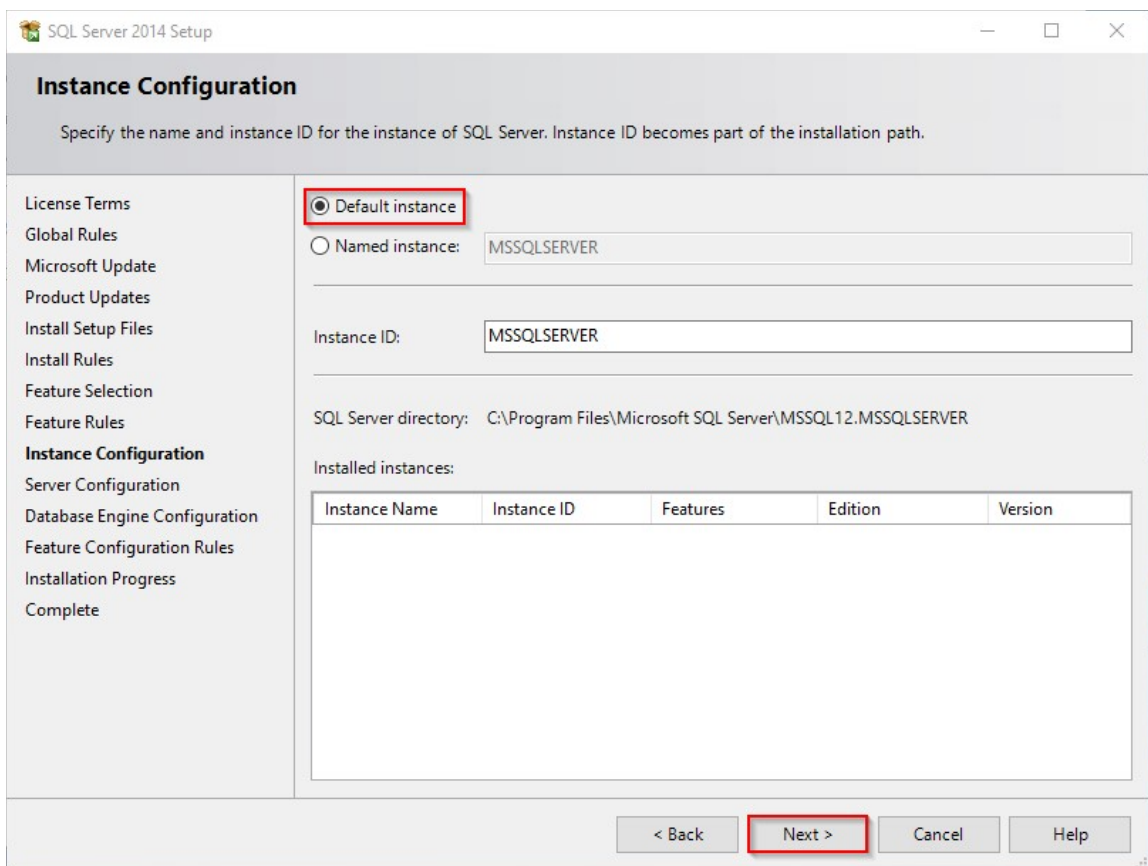 SQL Server 2014 Setup
Instance Configuration
Specify the name and instance ID for the instance of SQL Server. Instance ID becomes part of the installation path.
License Terms
Global Rules
Microsoft Update
Product Updates
Install Setup Files
Install Rules
Feature Selection
Feature Rules
Instance Configuration
Server Configuration
Database Engine Configuration
Feature Configuration Rules
Installation Progress
Complete
Default instance
Named instance: MSSQLSERVER
Instance ID: MSSQLSERVER
SQL Server directory: C:\Program Files\Microsoft SQL Server\MSSQL12.MSSQLSERVER
Installed instances:
Instance Name Instance ID Features Edition Version
< Back Next > Cancel Help